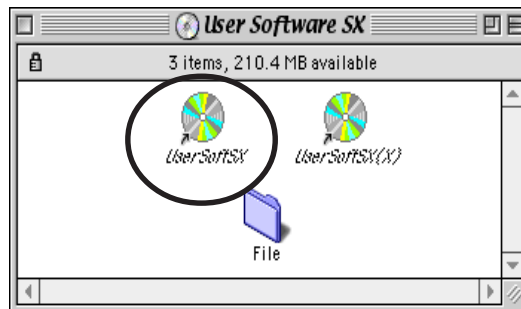 User Software SX
3 items, 210.4 MB available
UserSoftSX
UserSoftSX(X)
File